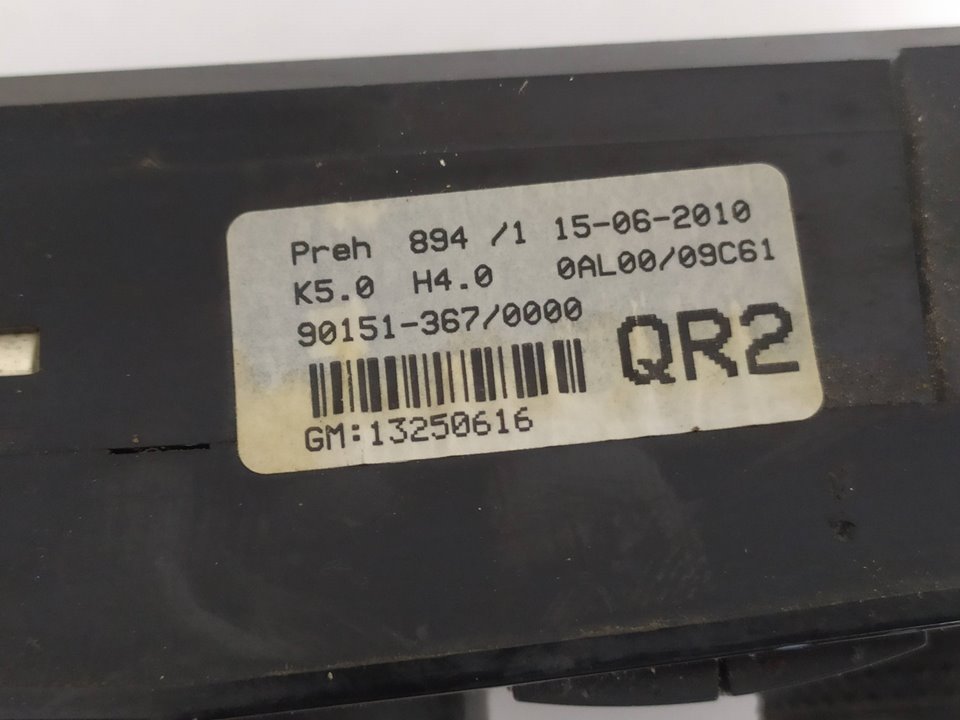 Preh 894 /1 15-06-2010
K5.0 H4.0 0AL00/09C61
90151-367/0000
QR2
GM:13250616